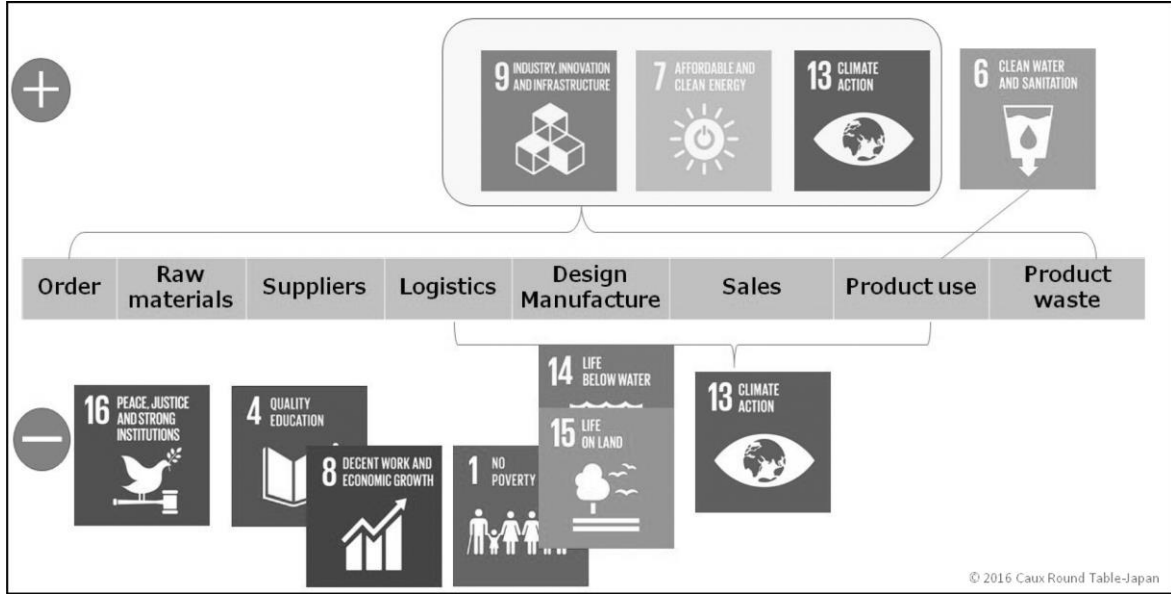 9 INDUSTRY, INNOVATION
AND INFRASTRUCTURE
7 AFFORDABLE AND
CLEAN ENERGY
13 CLIMATE
ACTION
6 CLEAN WATER
AND SANITATION
Order
Raw
materials
Suppliers
Logistics
Design
Manufacture
Sales
Product use
Product
waste
16 PEACE, JUSTICE
AND STRONG
INSTITUTIONS
4 QUALITY
EDUCATION
8 DECENT WORK AND
ECONOMIC GROWTH
1 NO
POVERTY
14 LIFE
BELOW WATER
15 LIFE
ON LAND
13 CLIMATE
ACTION
© 2016 Caux Round Table-Japan